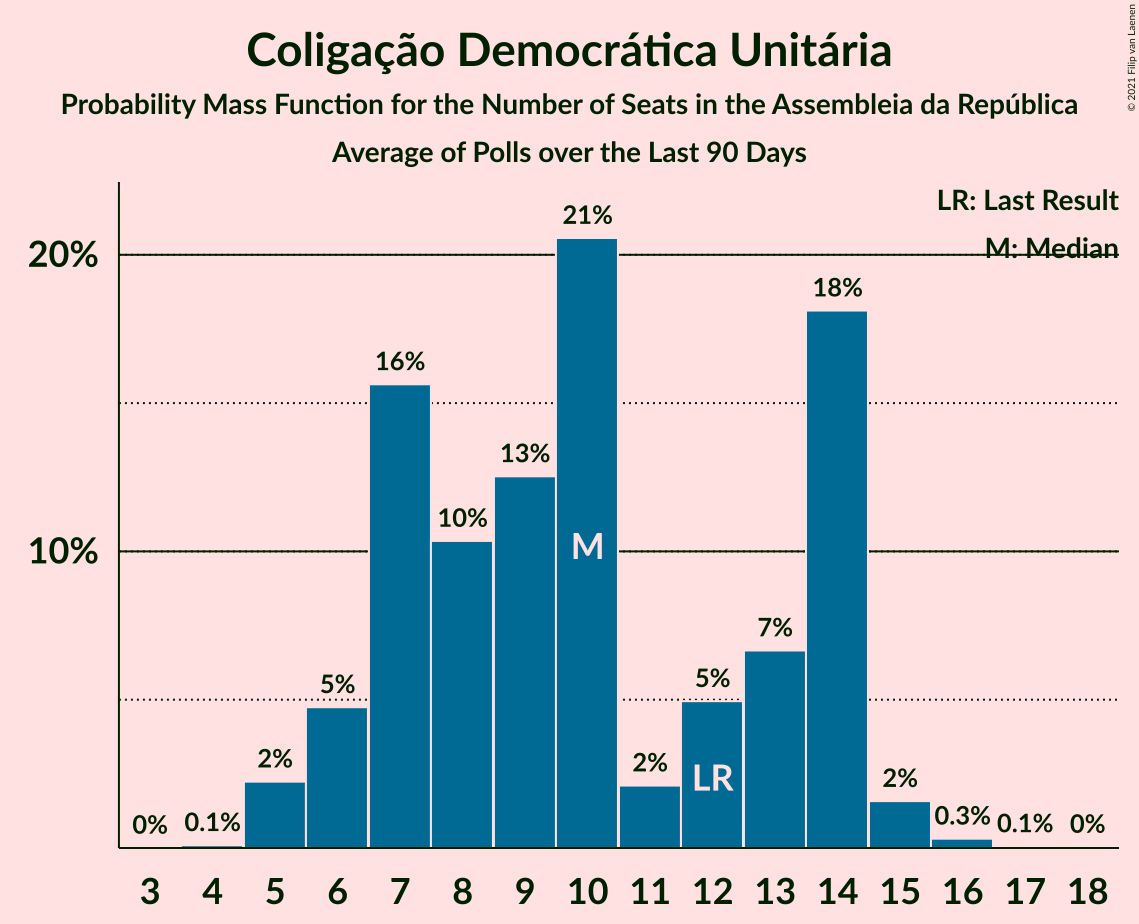 Coligação Democrática Unitária
Probability Mass Function for the Number of Seats in the Assembleia da República
Average of Polls over the Last 90 Days
© 2021 Filip van Laenen
LR: Last Result
M: Median
20%
10%
0% 0.1% 2% 5% 16% 10% 13% 21% 2% 5% 7% 18% 2% 0.3% 0.1% 0%
M
LR
3 4 5 6 7 8 9 10 11 12 13 14 15 16 17 18